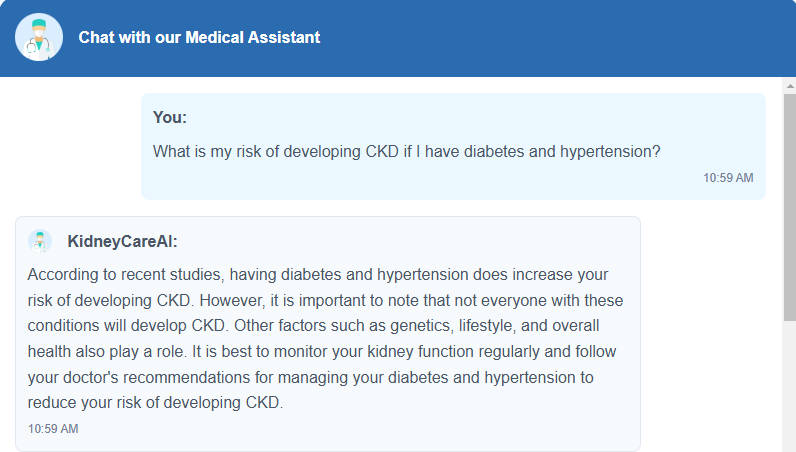 Chat with our Medical Assistant
You:
What is my risk of developing CKD if I have diabetes and hypertension?
10:59 AM
KidneyCareAI:
According to recent studies, having diabetes and hypertension does increase your
risk of developing CKD. However, it is important to note that not everyone with these
conditions will develop CKD. Other factors such as genetics, lifestyle, and overall
health also play a role. It is best to monitor your kidney function regularly and follow
your doctor's recommendations for managing your diabetes and hypertension to
reduce your risk of developing CKD.
10:59 AM